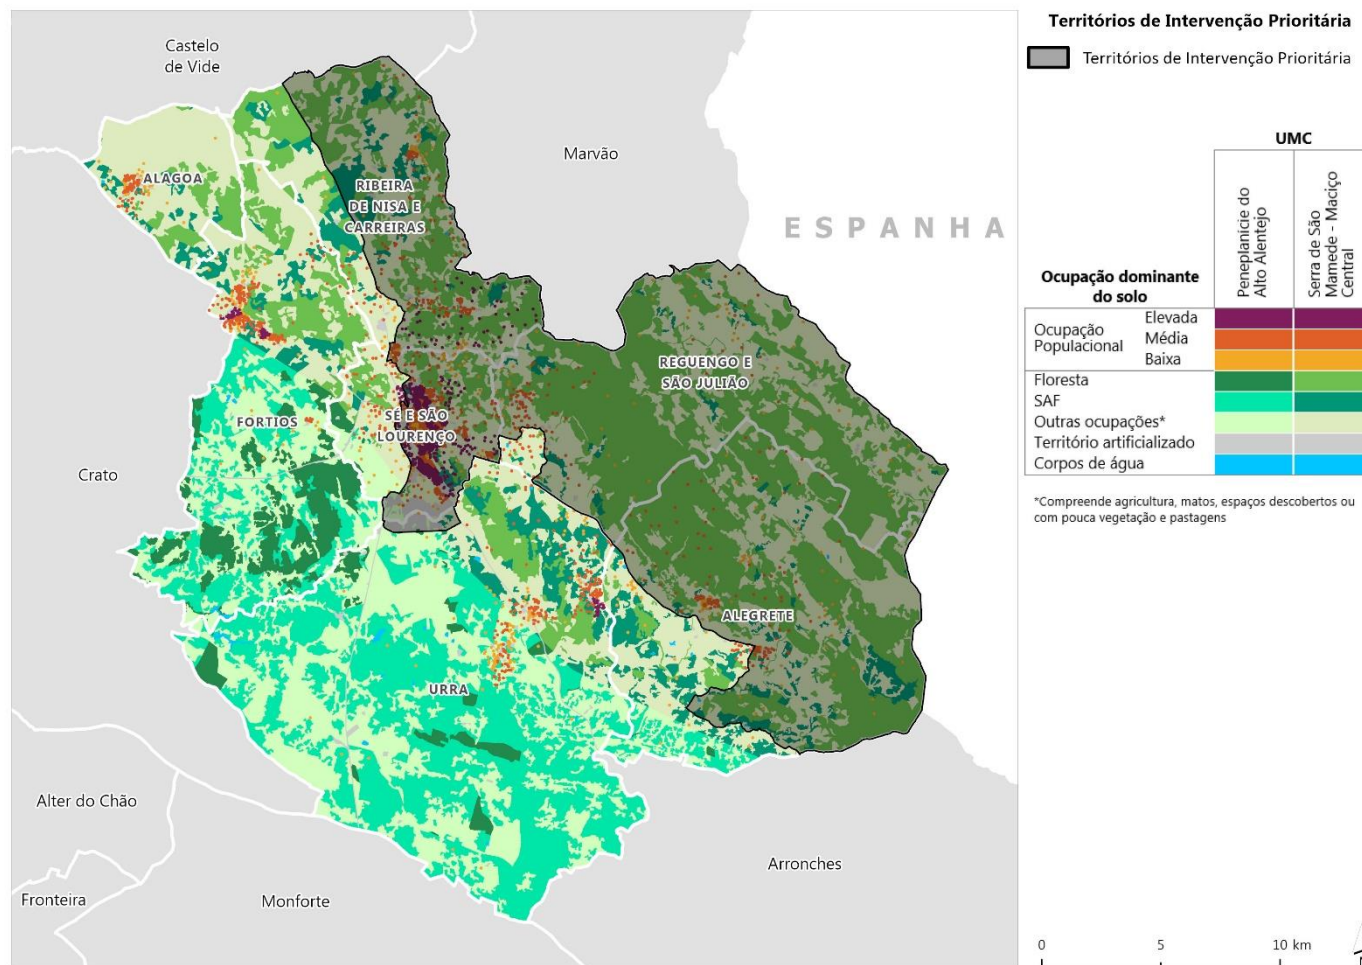 Castelo
de Vide
Marvão
ALAGOA
RIBEIRA
DE NISA E
CARREIRAS
ESPANHA
REGUENGO E
SÃO JULIÃO
SÉ E SÃO
LOURENÇO
FORTIOS
Crato
ALEGRETE
URRA
Alter do Chão
Arronches
Fronteira
Monforte
Territórios de Intervenção Prioritária
Territórios de Intervenção Prioritária
UMC
Peneplanicie do
Alto Alentejo
Serra de São
Mamede - Maciço
Central
Ocupação dominante
do solo
Ocupação
Populacional
Elevada
Média
Baixa
Floresta
SAF
Outras ocupações*
Território artificializado
Corpos de água
*Compreende agricultura, matos, espaços descobertos ou
com pouca vegetação e pastagens
0 5 10 km